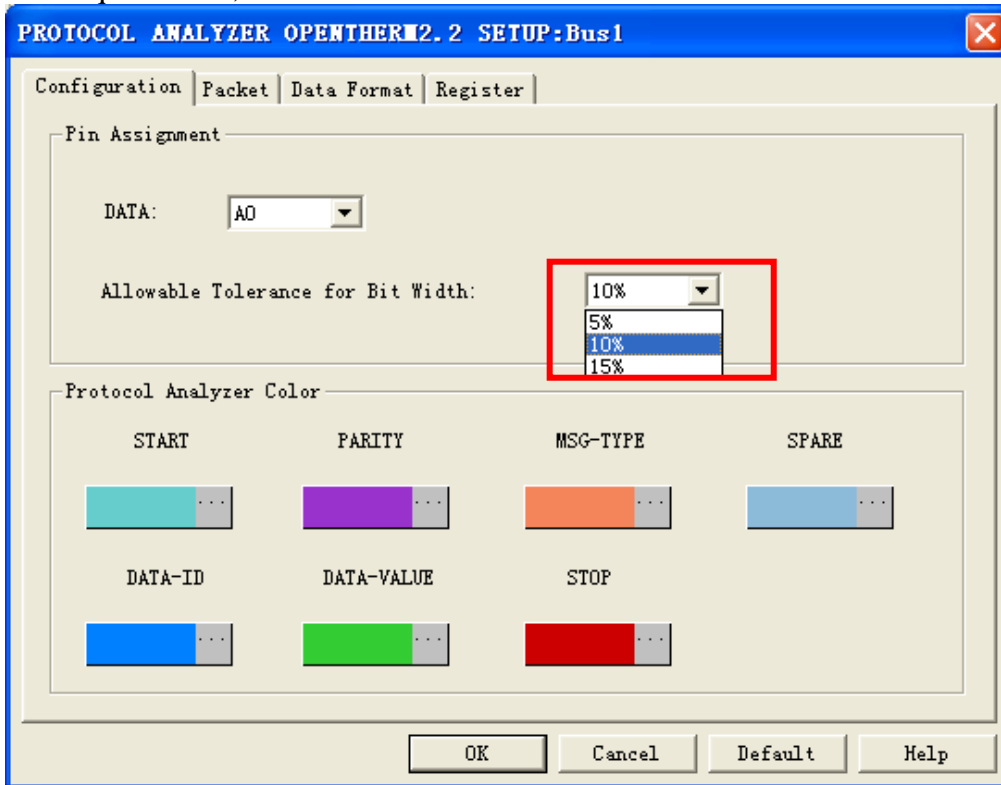 PROTOCOL ANALYZER OPENTHERM2.2 SETUP:Bus1
Configuration Packet Data Format Register
Pin Assignment
DATA: A0
Allowable Tolerance for Bit Width: 10%
5%
10%
15%
Protocol Analyzer Color
START PARITY MSG-TYPE SPARE
... ... ... ...
DATA-ID DATA-VALUE STOP
... ... ...
OK Cancel Default Help